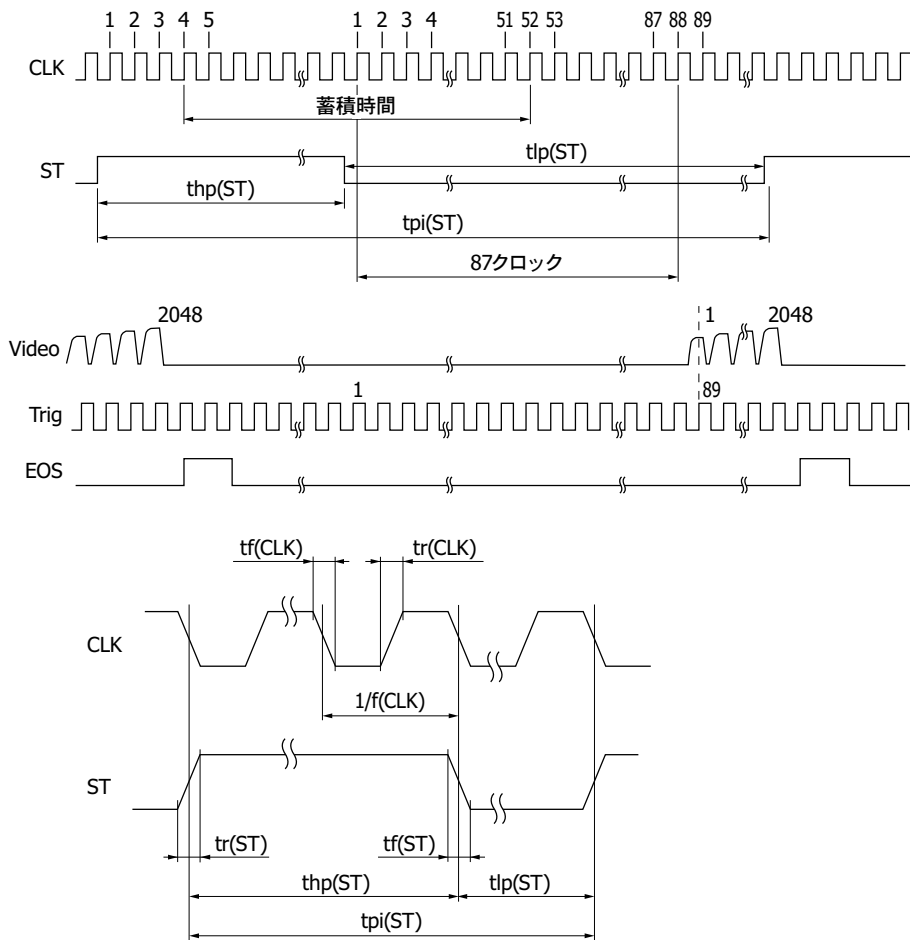 1 2 3 4 5 1 2 3 4 51 52 53 87 88 89
CLK
蓄積時間
tlp(ST)
ST
thp(ST)
tpi(ST)
87クロック
2048 1 2048
Video
1 89
Trig
EOS
tf(CLK) tr(CLK)
CLK
1/f(CLK)
ST
tr(ST) tf(ST)
thp(ST) tlp(ST)
tpi(ST)